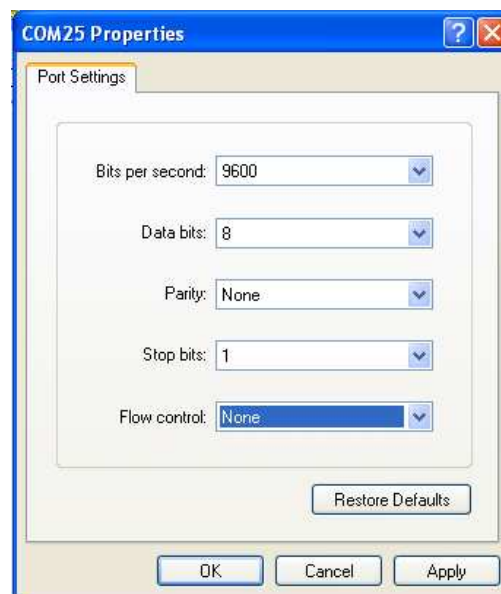 COM25 Properties
Port Settings
Bits per second: 9600
Data bits: 8
Parity: None
Stop bits: 1
Flow control: None
Restore Defaults
OK Cancel Apply